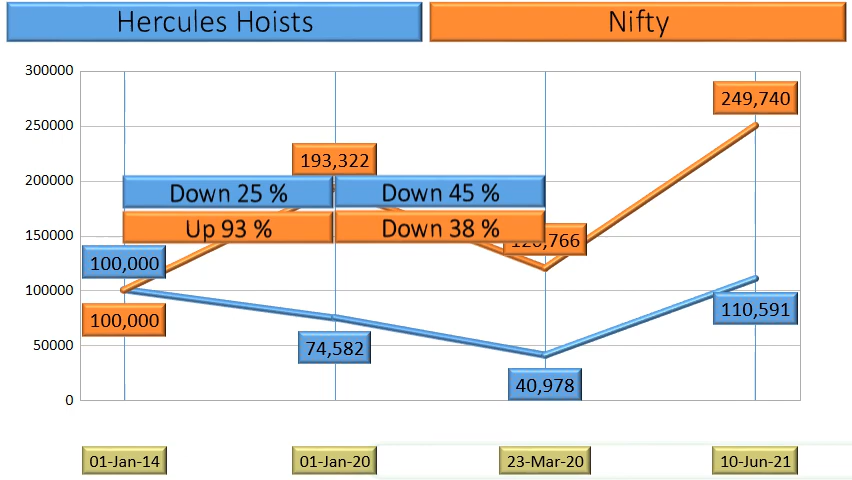 Hercules Hoists
Nifty
300000
249,740
250000
193,322
200000
Down 25 %
Down 45 %
Up 93 %
Down 38 %
150000
100,000
100000
100,000
110,591
74,582
50000
40,978
0
01-Jan-14
01-Jan-20
23-Mar-20
10-Jun-21